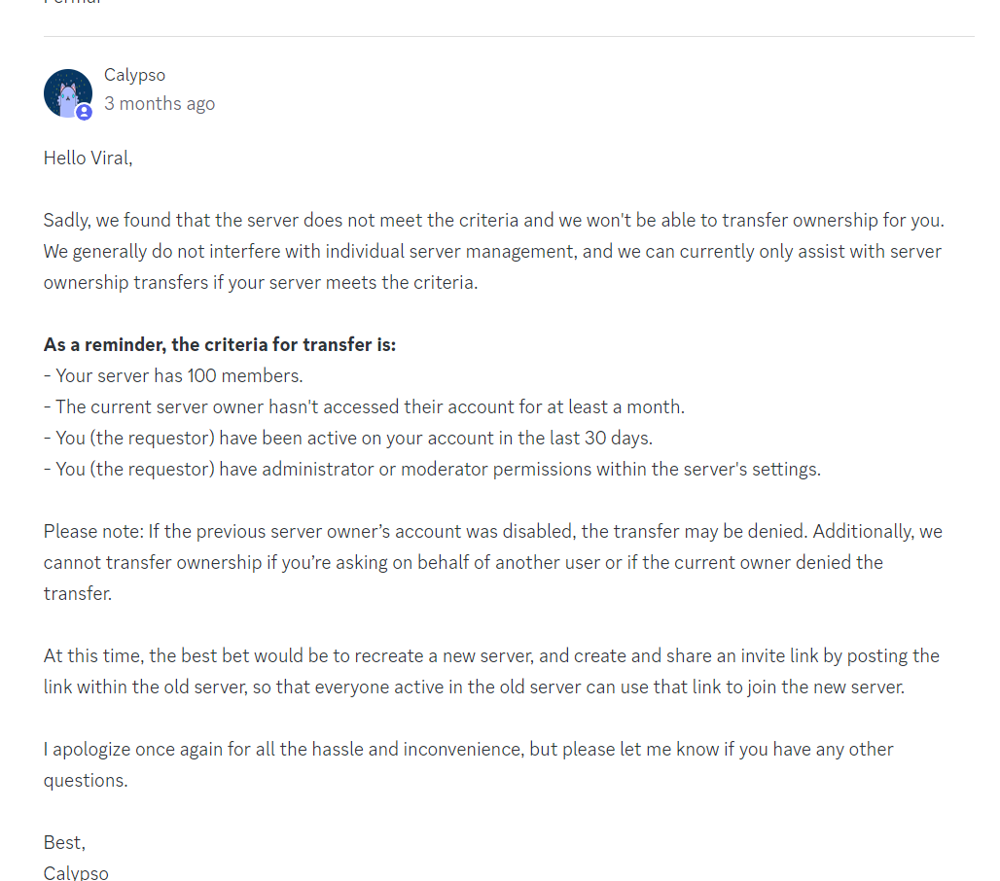 Calypso
3 months ago
Hello Viral,
Sadly, we found that the server does not meet the criteria and we won't be able to transfer ownership for you.
We generally do not interfere with individual server management, and we can currently only assist with server
ownership transfers if your server meets the criteria.
As a reminder, the criteria for transfer is:
- Your server has 100 members.
- The current server owner hasn't accessed their account for at least a month.
- You (the requestor) have been active on your account in the last 30 days.
- You (the requestor) have administrator or moderator permissions within the server's settings.
Please note: If the previous server owner’s account was disabled, the transfer may be denied. Additionally, we
cannot transfer ownership if you’re asking on behalf of another user or if the current owner denied the
transfer.
At this time, the best bet would be to recreate a new server, and create and share an invite link by posting the
link within the old server, so that everyone active in the old server can use that link to join the new server.
I apologize once again for all the hassle and inconvenience, but please let me know if you have any other
questions.
Best,
Calypso